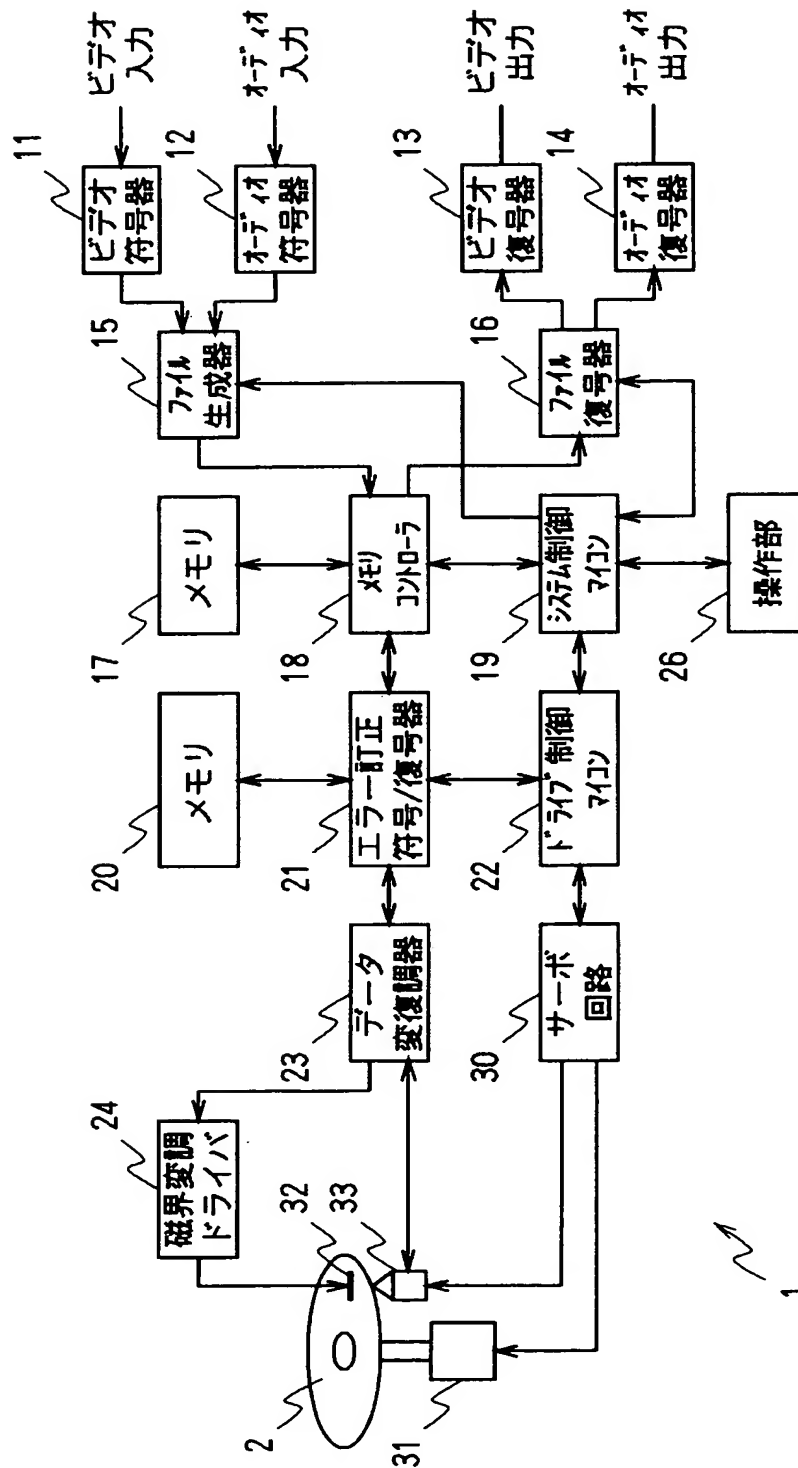 ビデオ
入力
オーディオ
入力
11
ビデオ
符号器
12
オーディオ
符号器
ビデオ
出力
オーディオ
出力
13
ビデオ
復号器
14
オーディオ
復号器
15
ファイル
生成器
16
ファイル
復号器
17
メモリ
18
メモリ
コントローラ
19
システム制御
マイコン
26
操作部
20
メモリ
21
エラー訂正
符号/復号器
22
ドライブ制御
マイコン
23
データ
変復調器
30
サーボ
回路
24
磁界変調
ドライバ
32
33
2
31
1